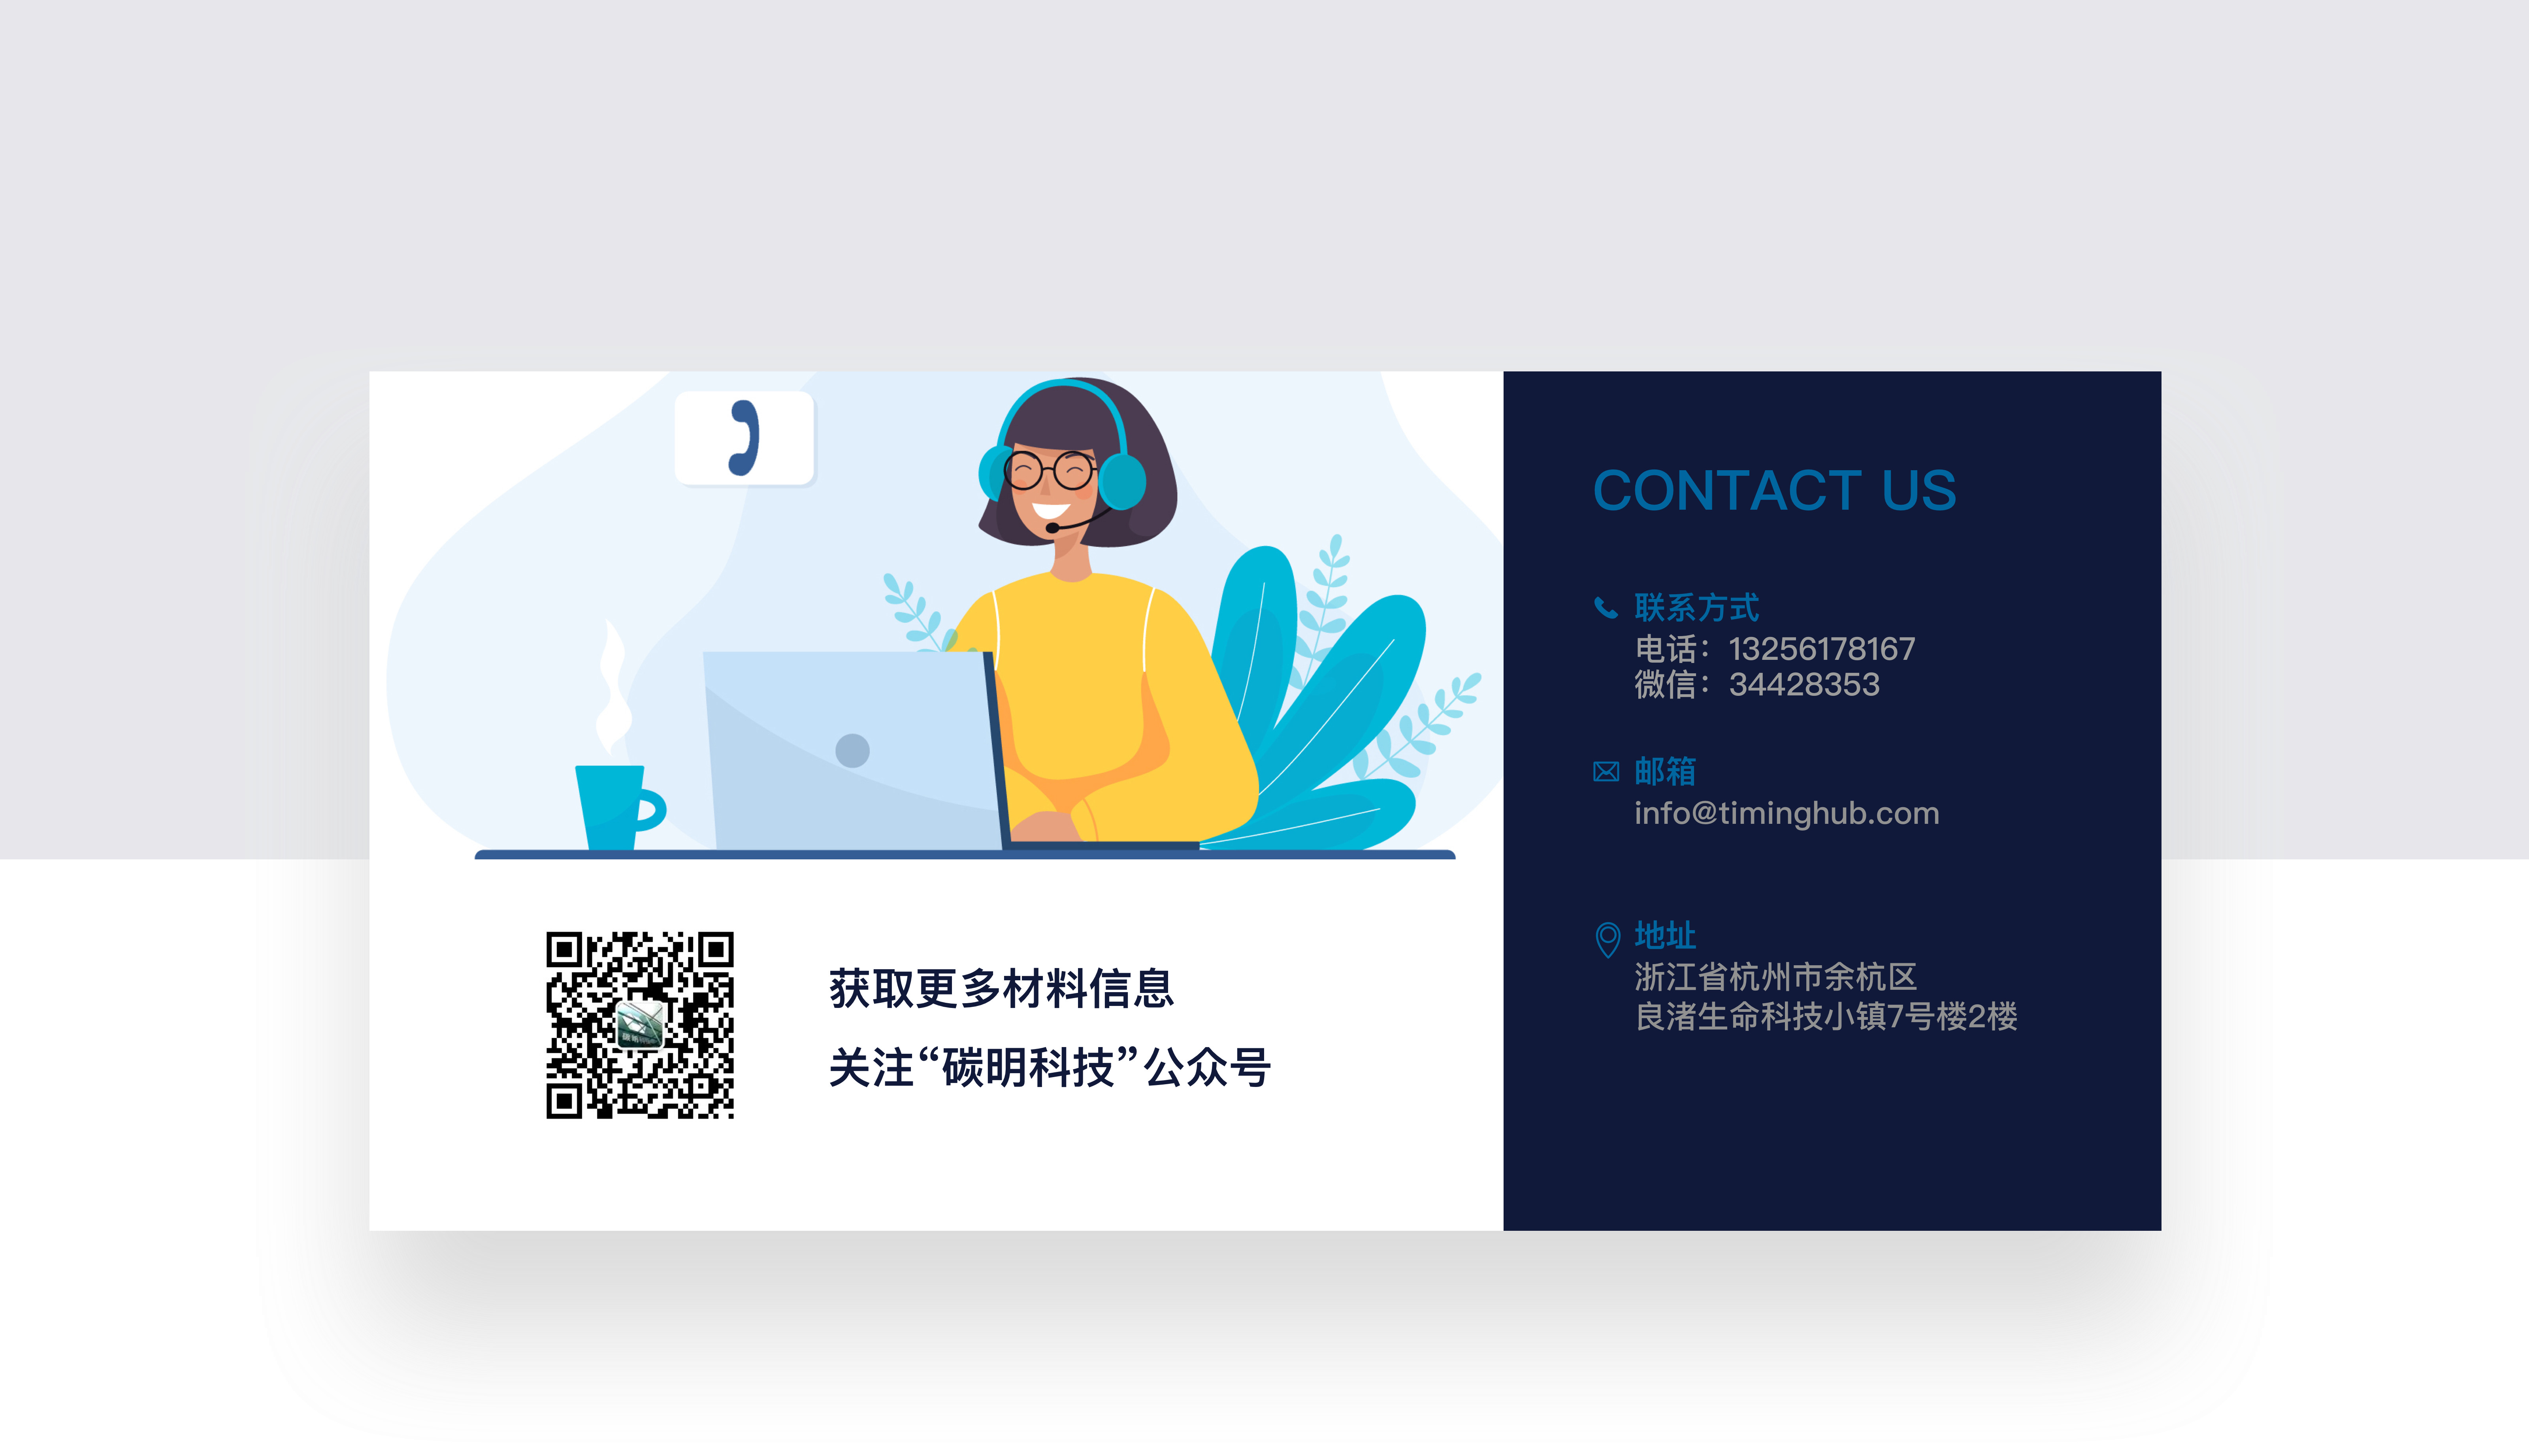 CONTACT US
联系方式
电话：13256178167
微信：34428353
邮箱
info@timinghub.com
地址
浙江省杭州市余杭区
良渚生命科技小镇7号楼2楼
获取更多材料信息
关注“碳明科技”公众号